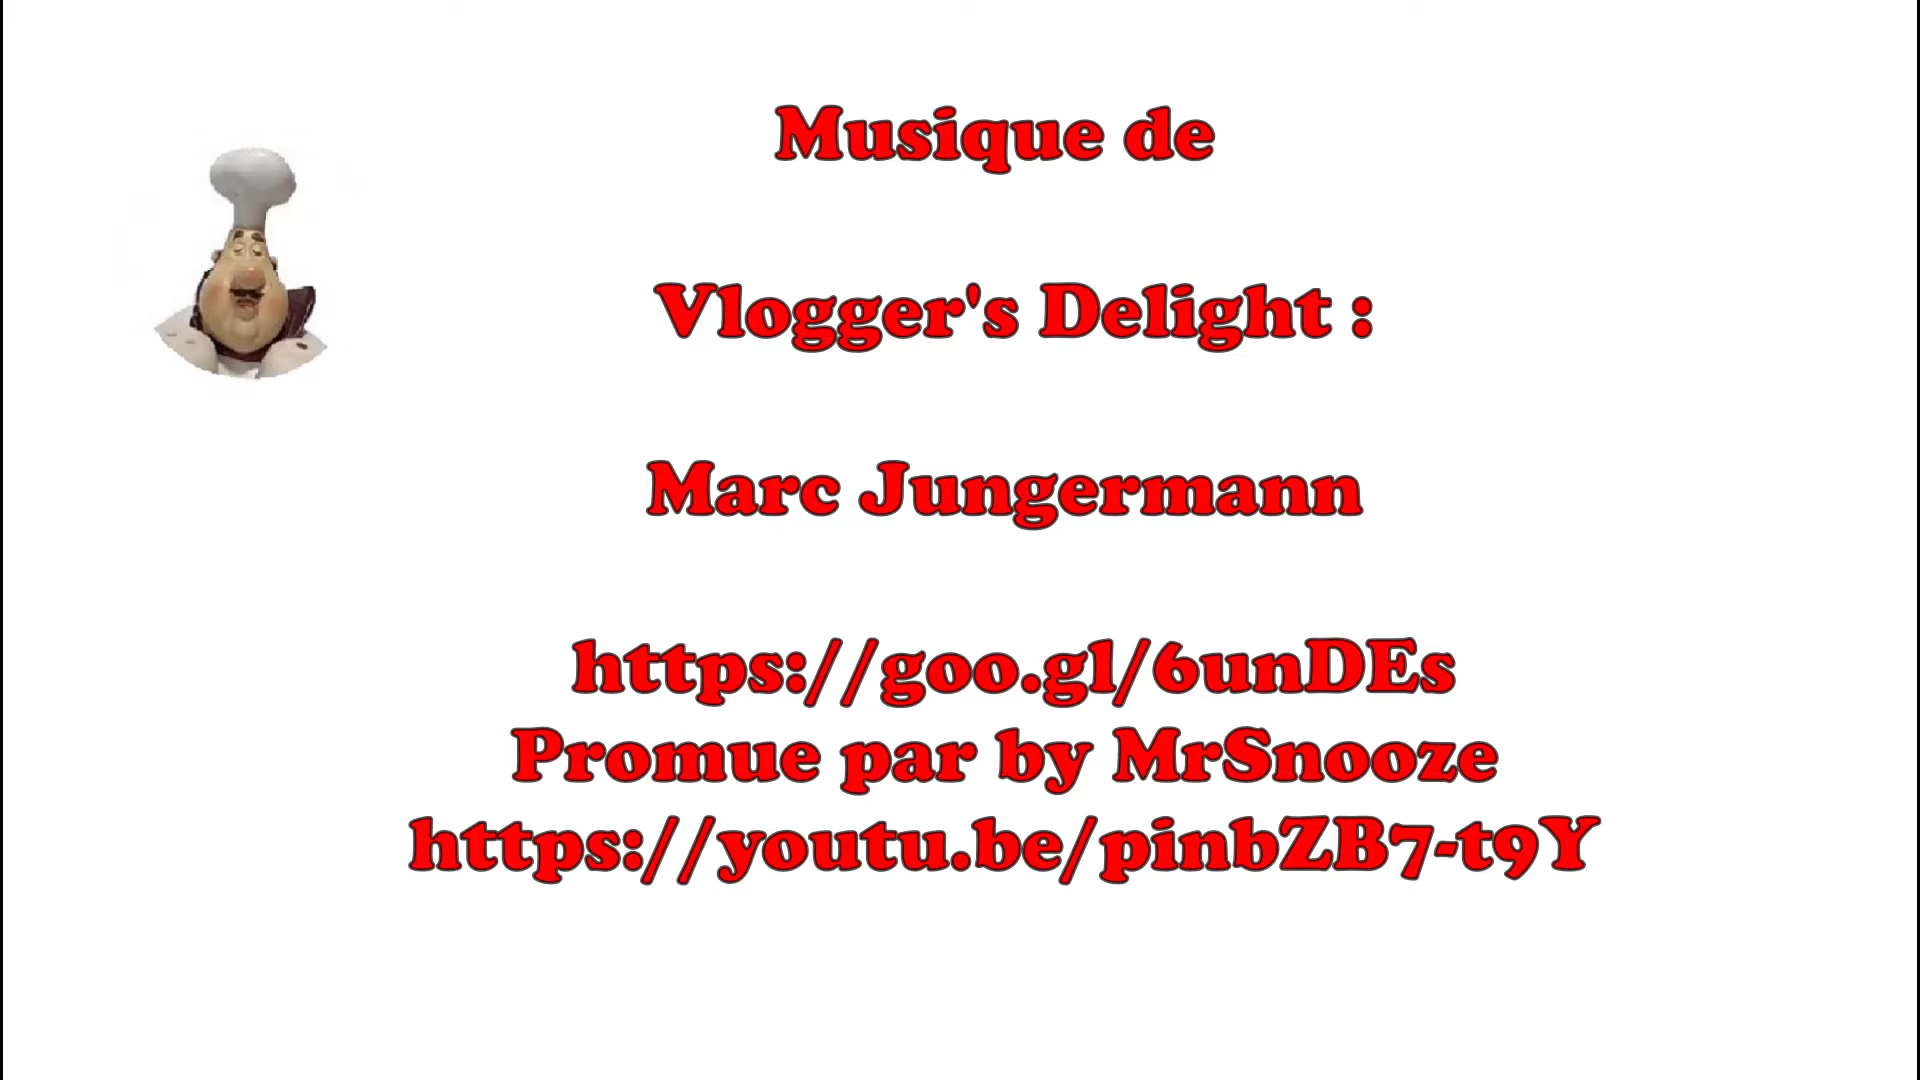 Musique de
Vlogger's Delight :
Marc Jungermann
https://goo.gl/6unDEs
Promue par by MrSnooze
https://youtu.be/pinbZB7-t9Y